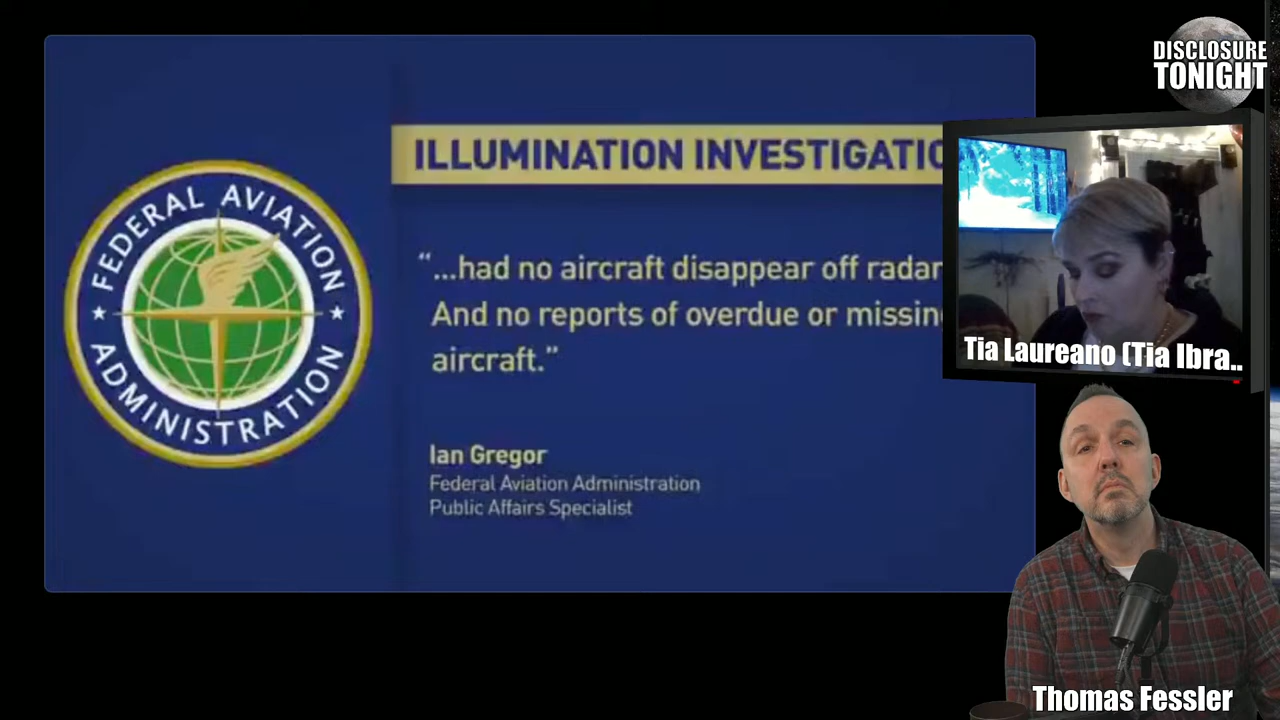 DISCLOSURE
TONIGHT
FEDERAL AVIATION
ADMINISTRATION
ILLUMINATION INVESTIGATIO
“...had no aircraft disappear off radar
And no reports of overdue or missin
aircraft.”
Ian Gregor
Federal Aviation Administration
Public Affairs Specialist
Tia Laureano (Tia Ibra..
Thomas Fessler